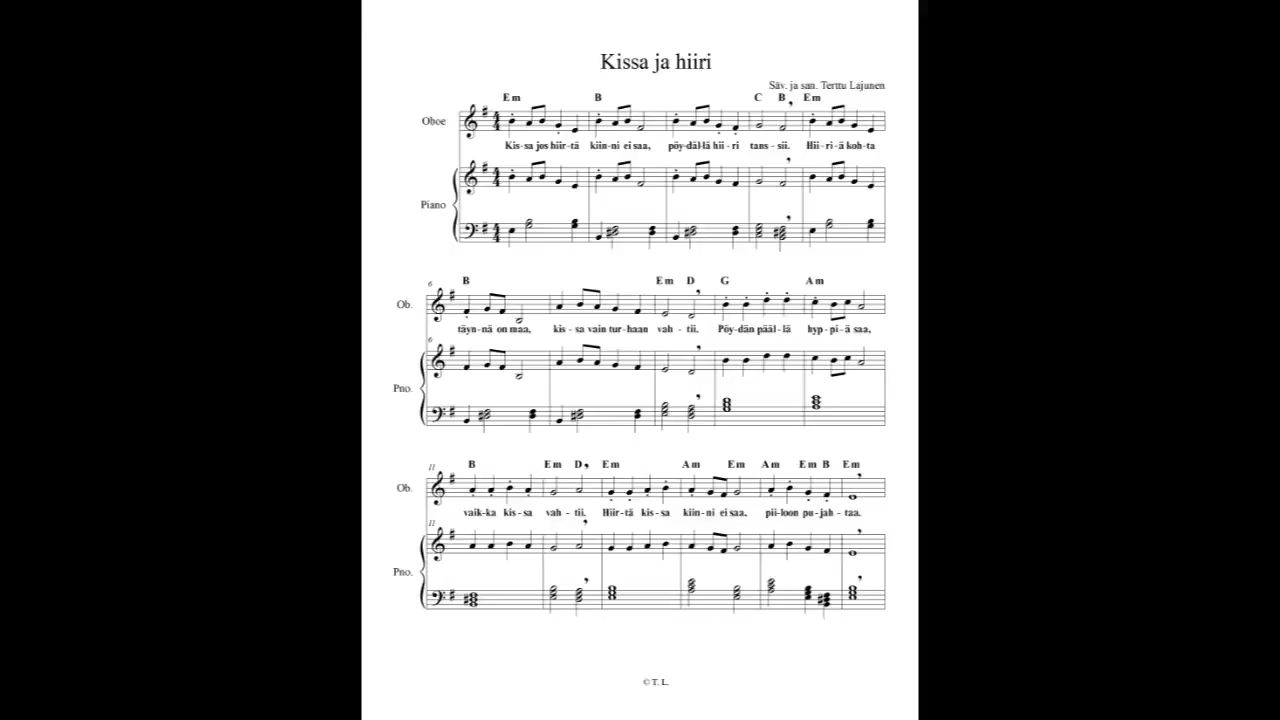 Kissa ja hiiri
Säv. ja san. Terttu Lajunen
Em B C B Em
Oboe
Kis-sa jos hiir-tä kiin-ni ei saa, pöy-däl-lä hii-ri tans-sii. Hii-ri-ä koh-ta
Piano
6 B Em D G Am
Ob.
täyn-nä on maa, kis-sa vain tur-haan vah-tii. Pöy-dän pääl-lä hyp-pi-ä saa,
6
Pno.
11 B Em D Em Am Em Am Em B Em
Ob.
vaik-ka kis-sa vah-tii. Hiir-tä kis-sa kiin-ni ei saa, pii-loon pu-jah-taa.
11
Pno.
© T. L.